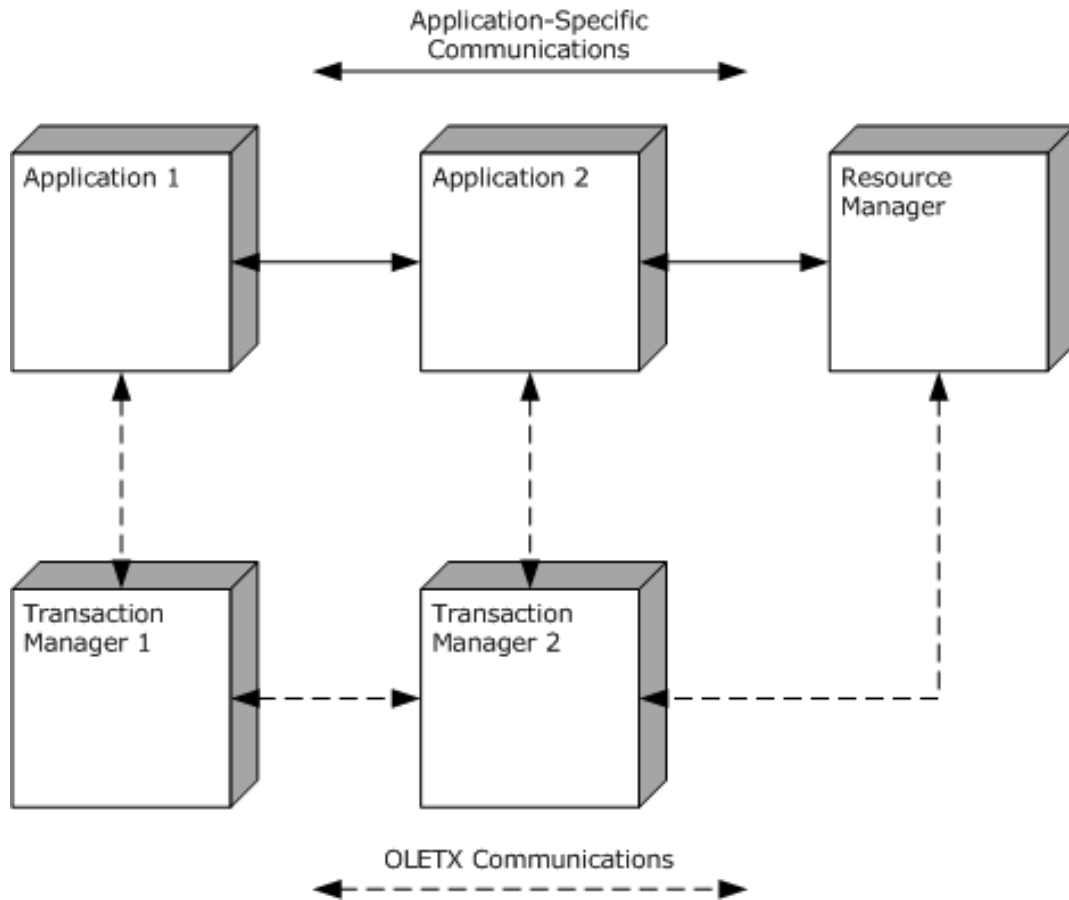 Application-Specific
Communications
Application 1
Application 2
Resource
Manager
Transaction
Manager 1
Transaction
Manager 2
OLETX Communications